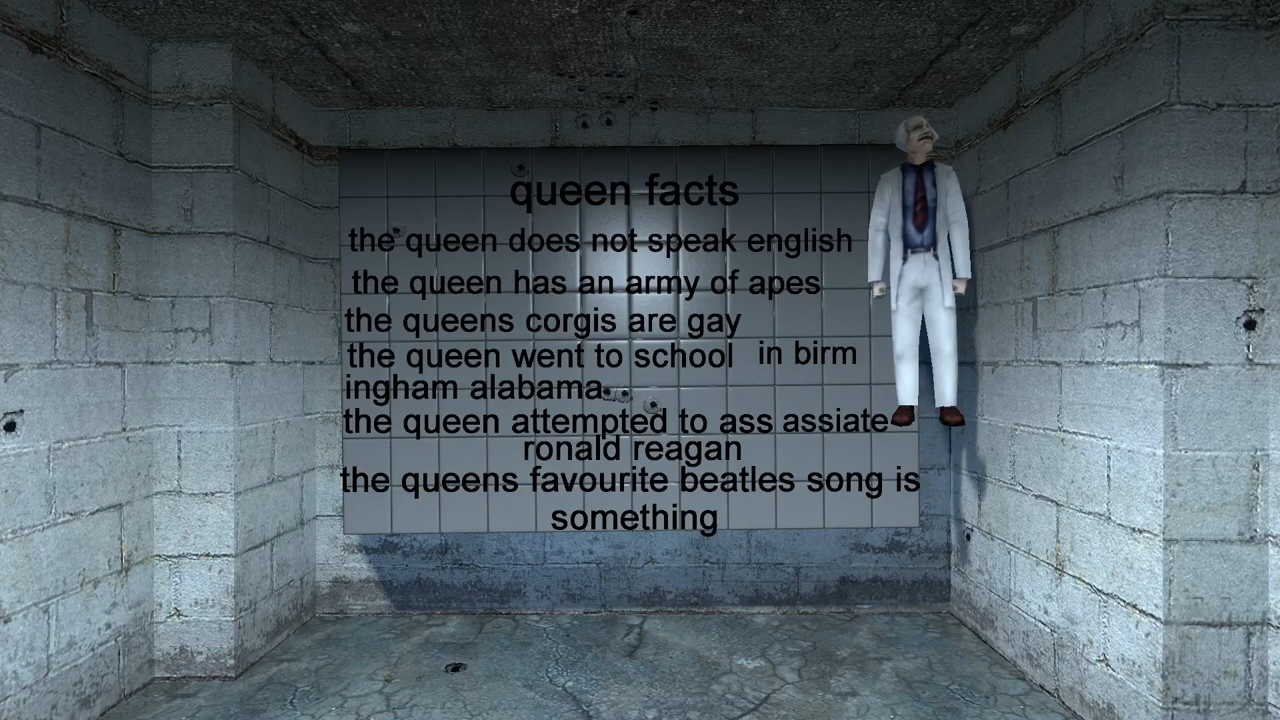 queen facts
the queen does not speak english
the queen has an army of apes
the queens corgis are gay
the queen went to school in birm
ingham alabama
the queen attempted to ass assiate
ronald reagan
the queens favourite beatles song is
something